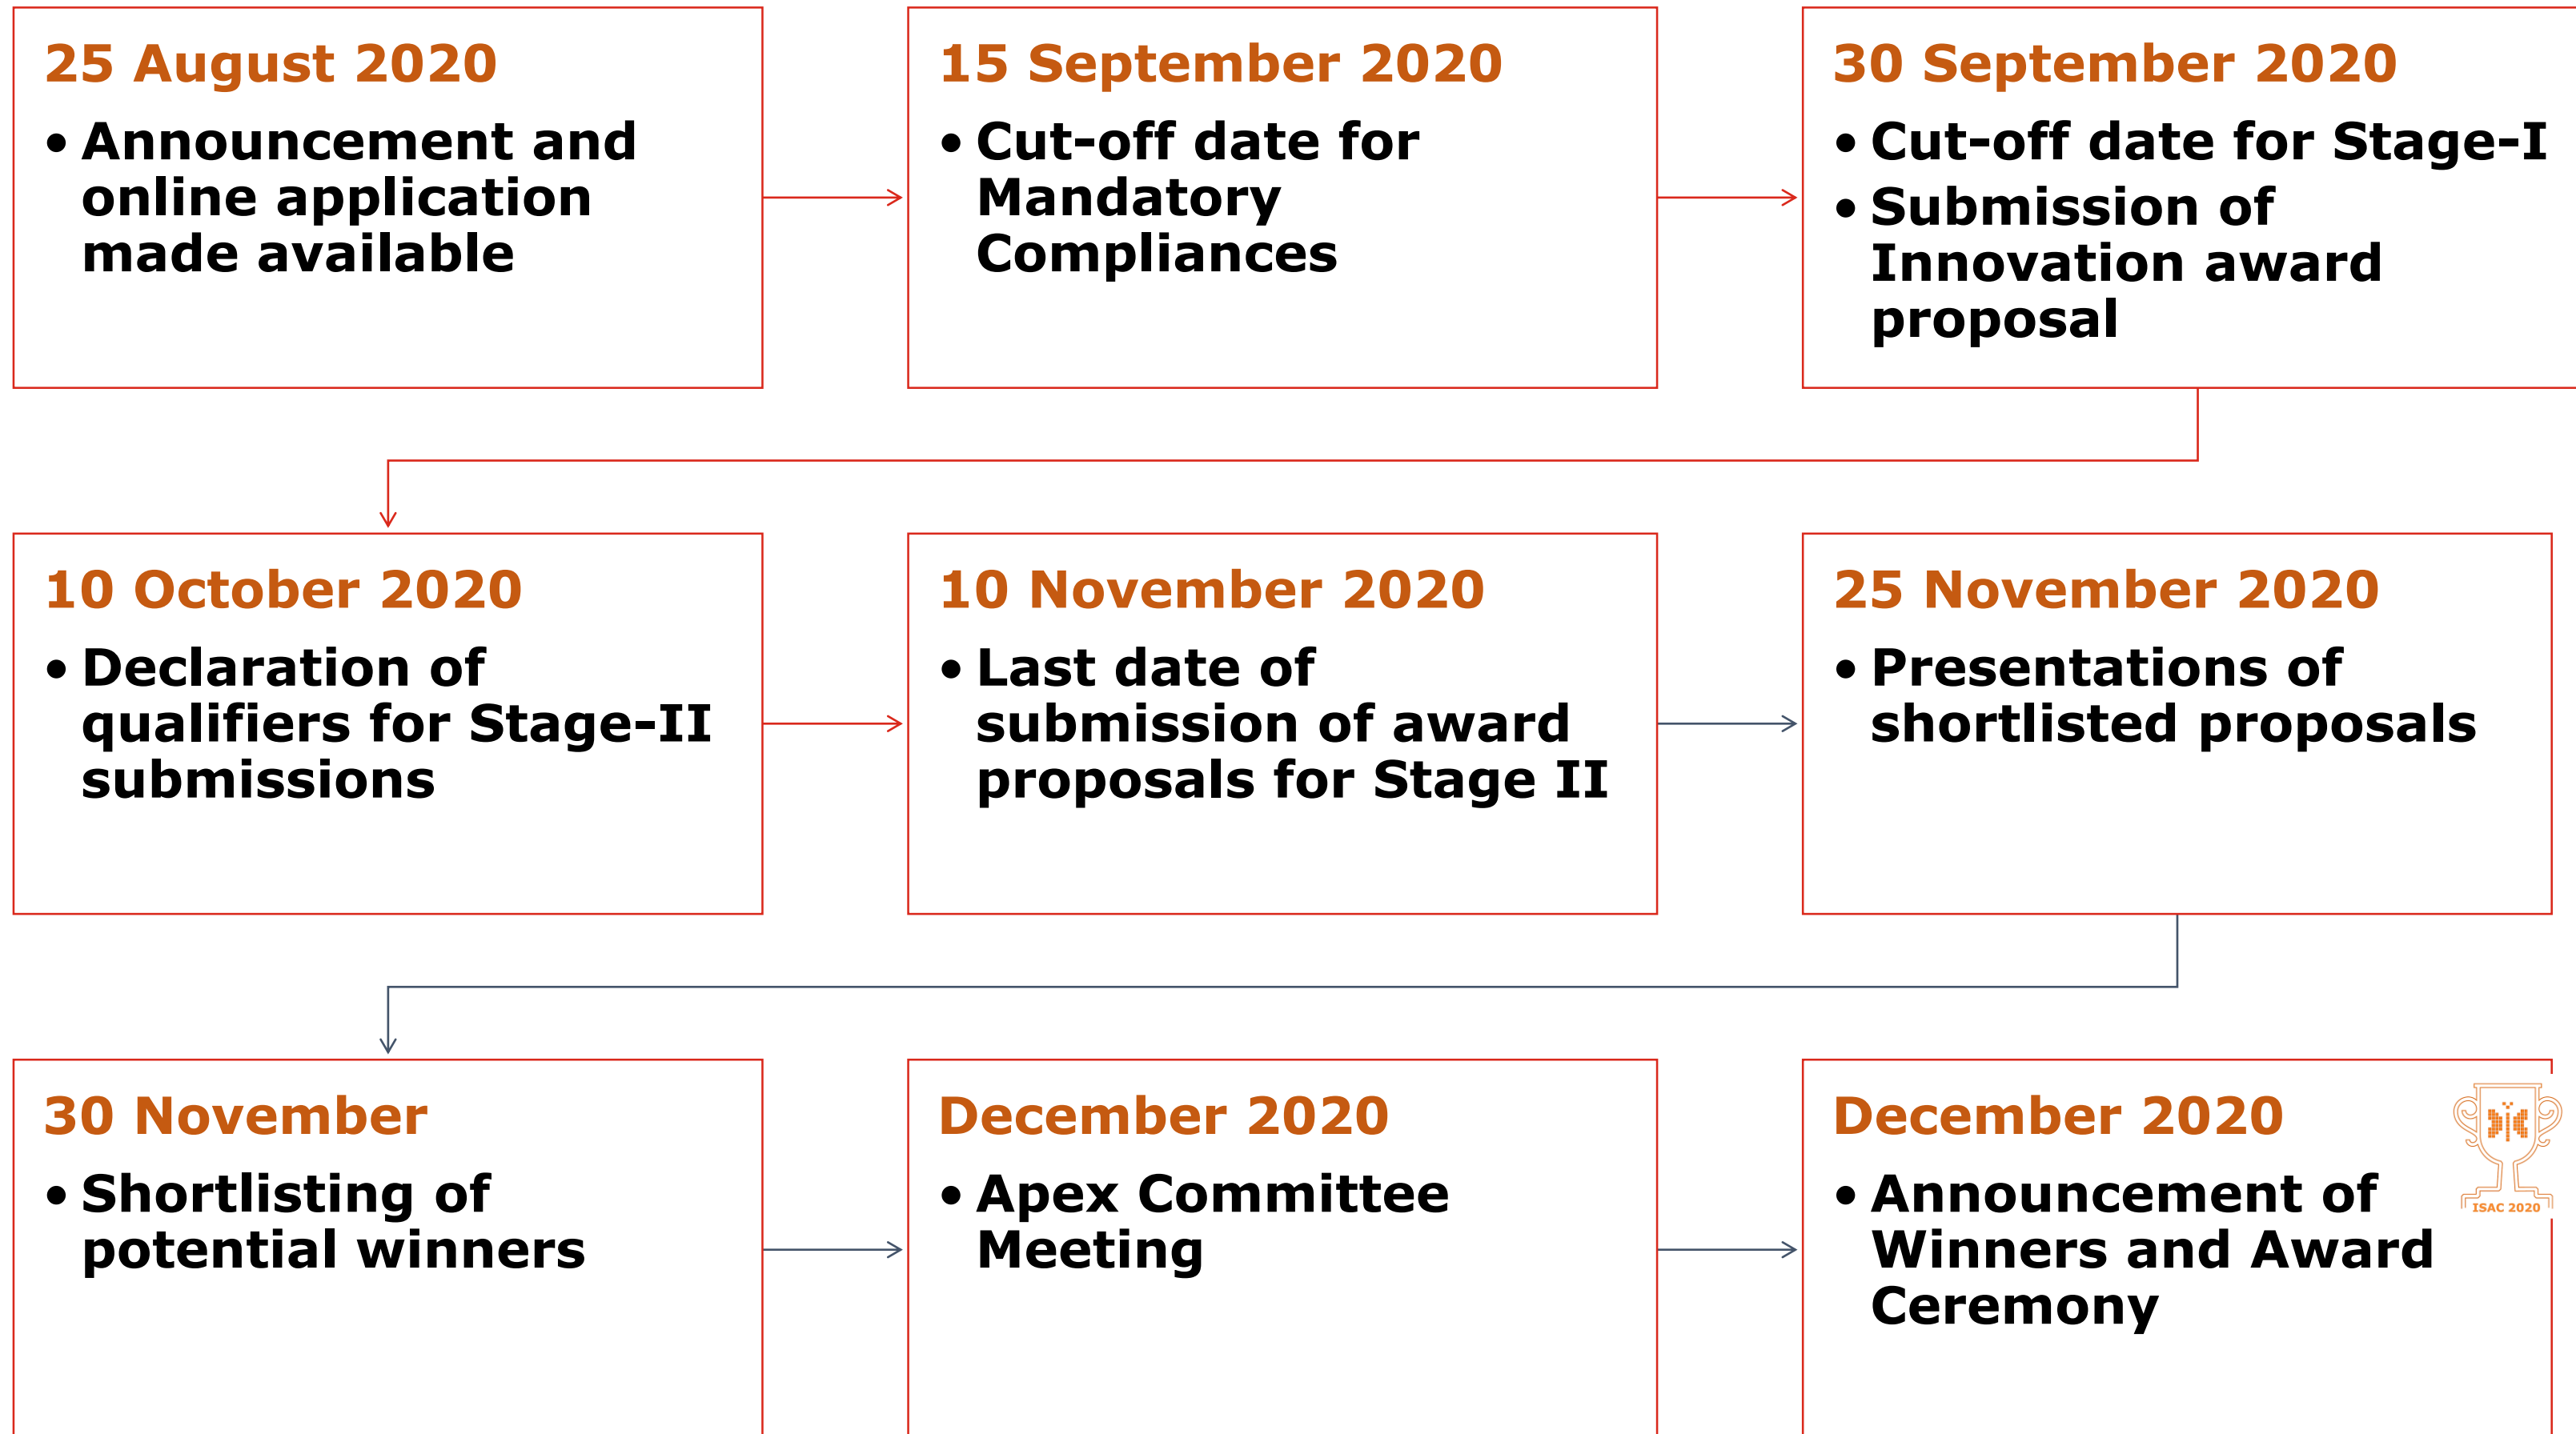 25 August 2020
• Announcement and
online application
made available
15 September 2020
• Cut-off date for
Mandatory
Compliances
30 September 2020
• Cut-off date for Stage-I
• Submission of
Innovation award
proposal
10 October 2020
• Declaration of
qualifiers for Stage-II
submissions
10 November 2020
• Last date of
submission of award
proposals for Stage II
25 November 2020
• Presentations of
shortlisted proposals
30 November
• Shortlisting of
potential winners
December 2020
• Apex Committee
Meeting
December 2020
• Announcement of
Winners and Award
Ceremony
ISAC 2020